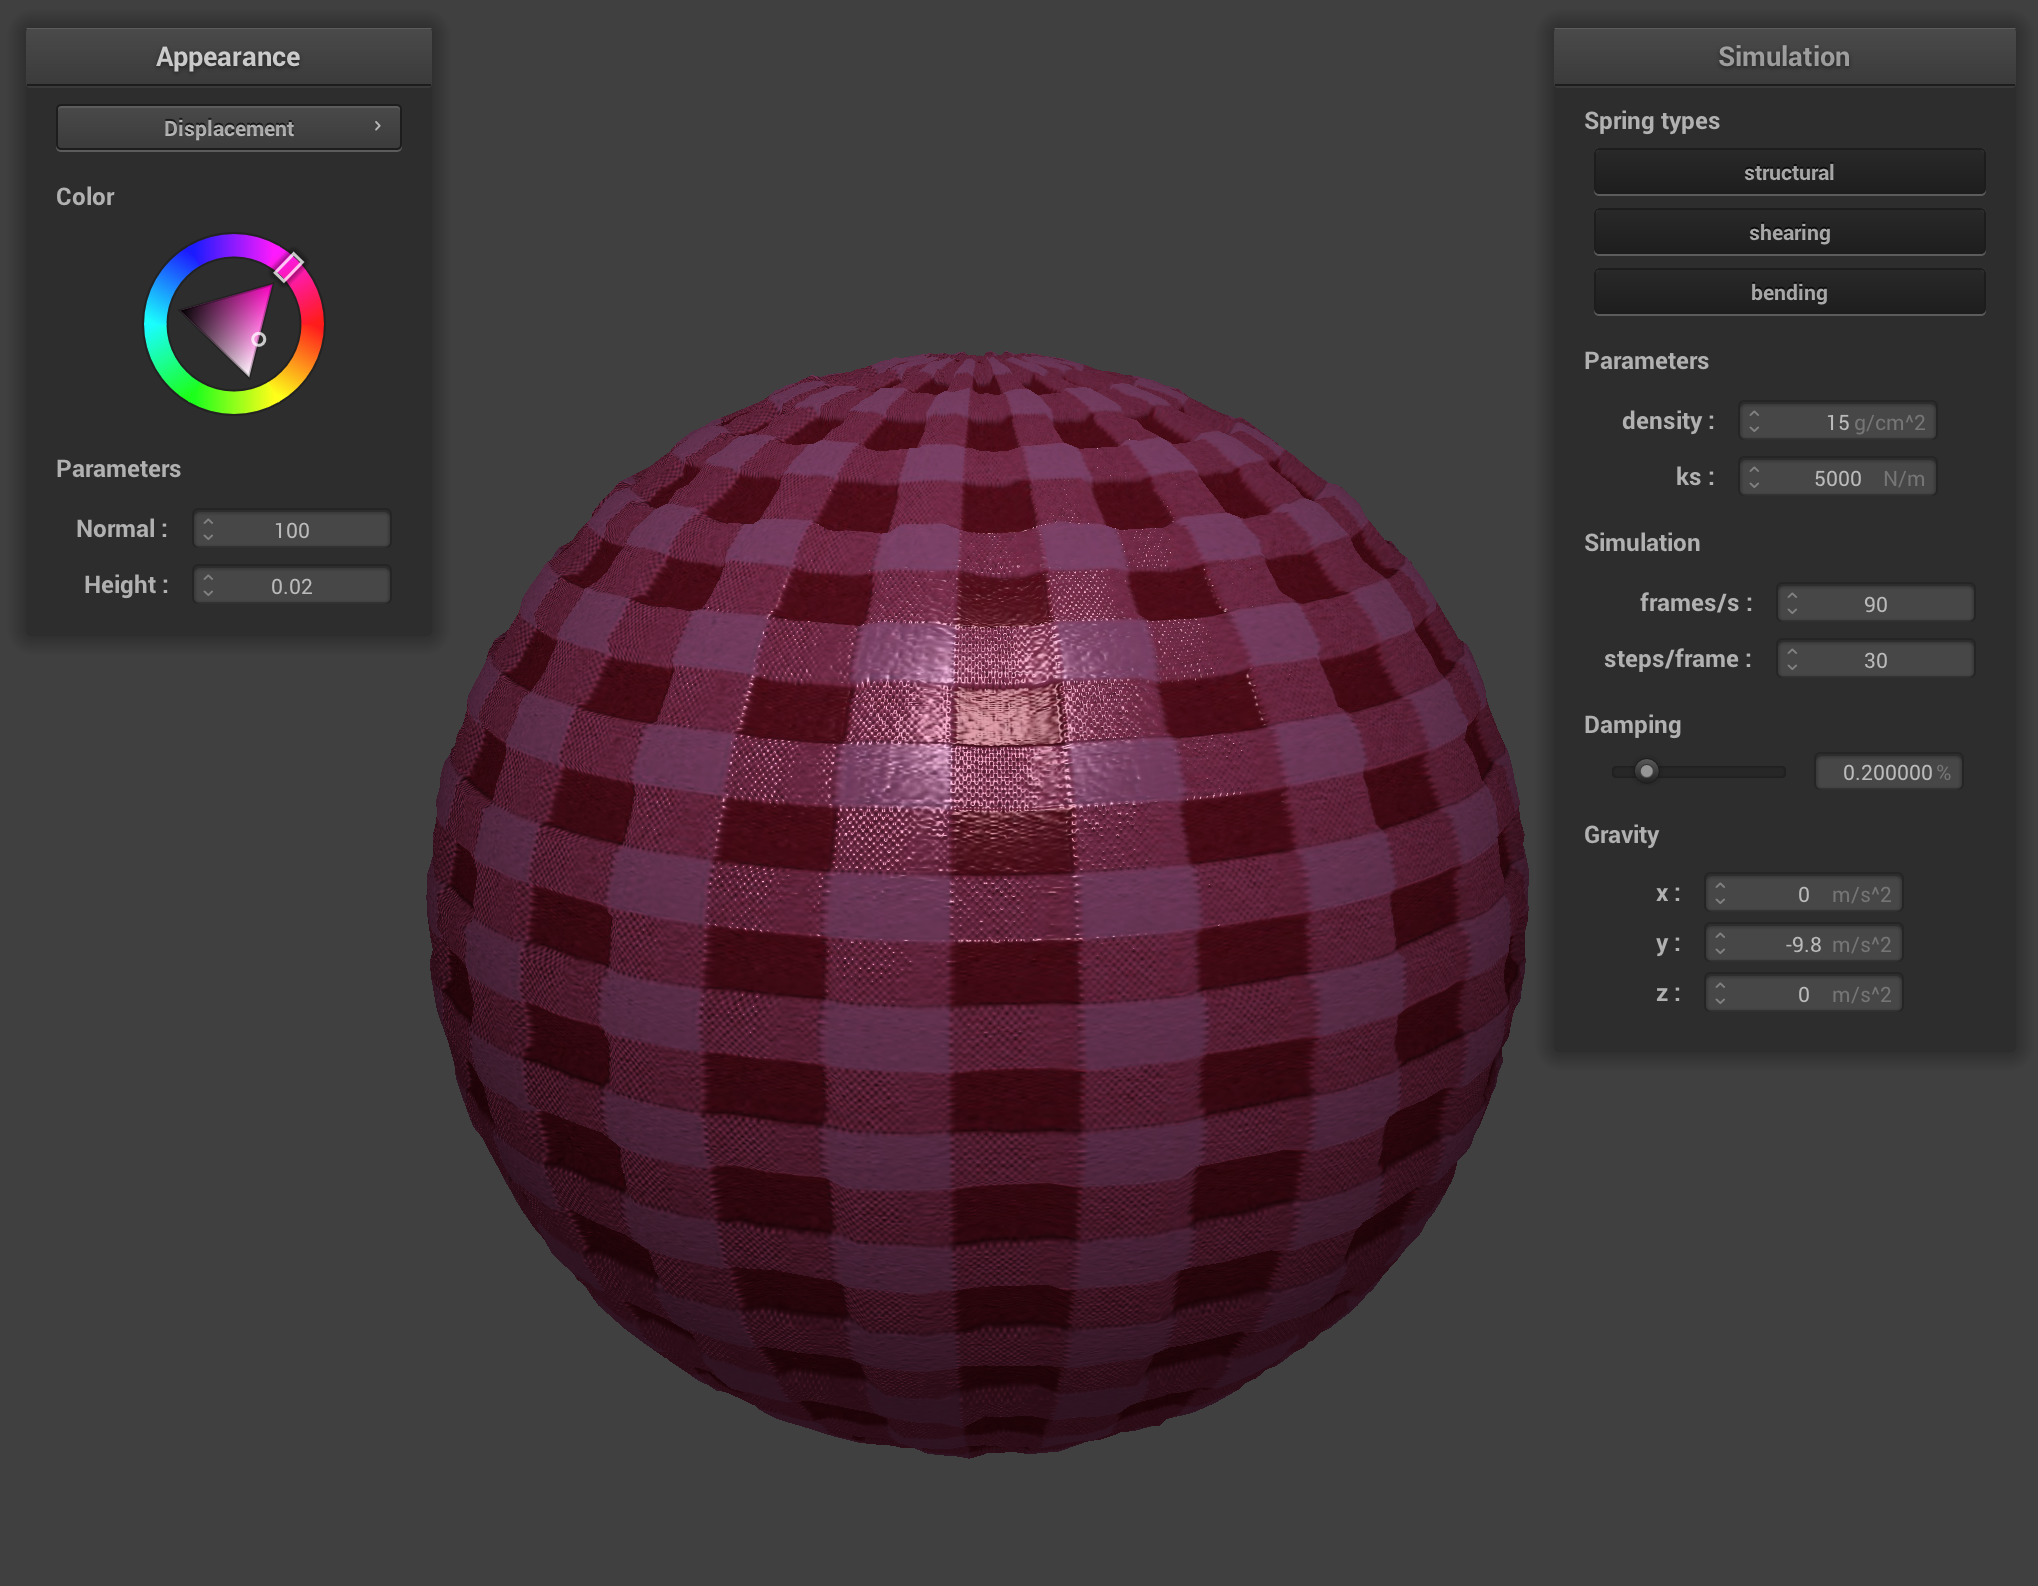 Appearance
Displacement
Color
Parameters
Normal : 100
Height : 0.02
Simulation
Spring types
structural
shearing
bending
Parameters
density : 15 g/cm^2
ks : 5000 N/m
Simulation
frames/s : 90
steps/frame : 30
Damping
0.200000 %
Gravity
x : 0 m/s^2
y : -9.8 m/s^2
z : 0 m/s^2